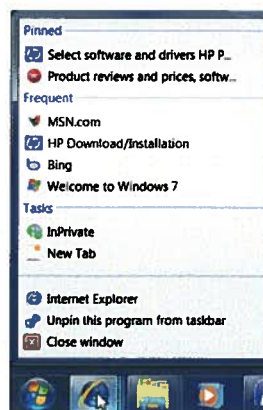 Pinned
Select software and drivers HP P...
Product reviews and prices, softw...
Frequent
MSN.com
HP Download/Installation
Bing
Welcome to Windows 7
Tasks
InPrivate
New Tab
Internet Explorer
Unpin this program from taskbar
Close window